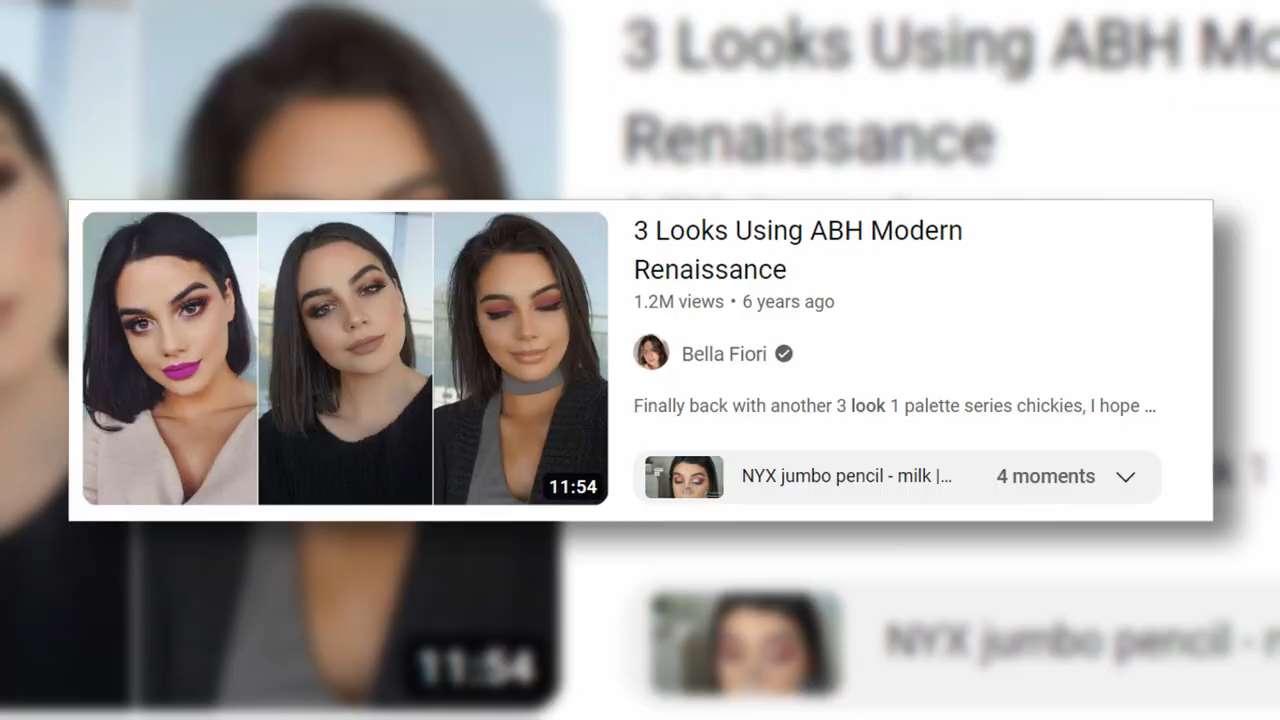 3 Looks Using ABH Mo
Renaissance
3 Looks Using ABH Modern
Renaissance
1.2M views • 6 years ago
Bella Fiori
Finally back with another 3 look 1 palette series chickies, I hope ...
NYX jumbo pencil - milk |... 4 moments
11:54
11:54
NYX jumbo pencil -